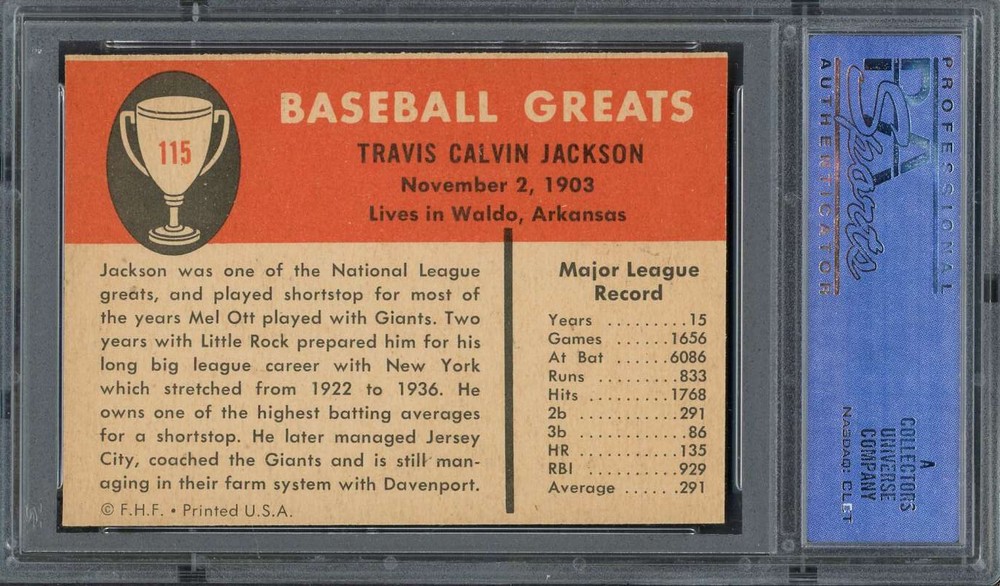 115
BASEBALL GREATS
TRAVIS CALVIN JACKSON
November 2, 1903
Lives in Waldo, Arkansas
Jackson was one of the National League
greats, and played shortstop for most of
the years Mel Ott played with Giants. Two
years with Little Rock prepared him for his
long big league career with New York
which stretched from 1922 to 1936. He
owns one of the highest batting averages
for a shortstop. He later managed Jersey
City, coached the Giants and is still man-
aging in their farm system with Davenport.
© F.H.F. • Printed U.S.A.
Major League
Record
Years .........15
Games ......1656
At Bat ......6086
Runs ........833
Hits .........1768
2b ..........291
3b ...........86
HR ..........135
RBI ..........929
Average ......291
PROFESSIONAL
PSA
Sports
AUTHENTICATOR
A
COLLECTORS
UNIVERSE
COMPANY
NASDAQ: CLCT